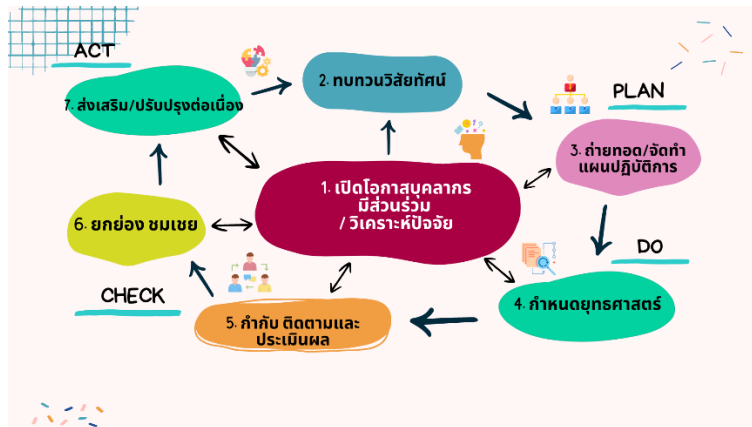 ACT
2. ทบทวนวิสัยทัศน์
PLAN
7. ส่งเสริม/ปรับปรุงต่อเนื่อง
3. ถ่ายทอด/จัดทำ
แผนปฏิบัติการ
1. เปิดโอกาสบุคลากร
มีส่วนร่วม
/ วิเคราะห์ปัจจัย
6. ยกย่อง ชมเชย
DO
4. กำหนดยุทธศาสตร์
CHECK
5. กำกับ ติดตามและ
ประเมินผล